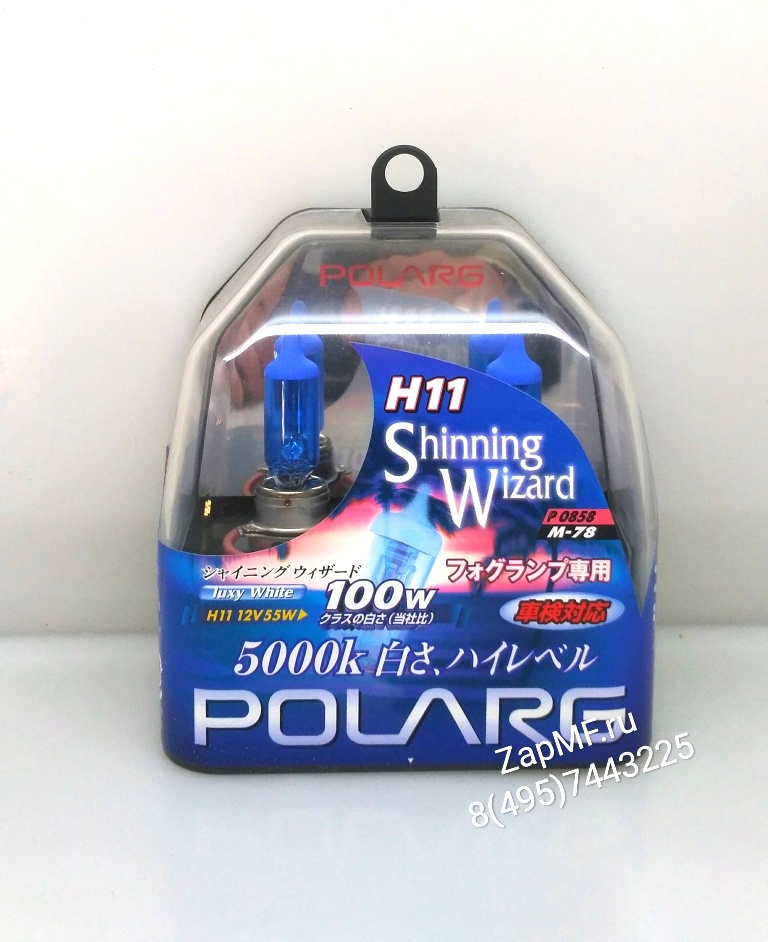 POLARG
H11
Shinning
Wizard
P 0858
M-78
シャイニング ウィザード
luxy White
100w
フォグランプ専用
H11 12V55W▶
クラスの白さ(当社比)
車検対応
5000k 白さ、ハイレベル
POLARG
ZapMF.ru
8(495)7443225